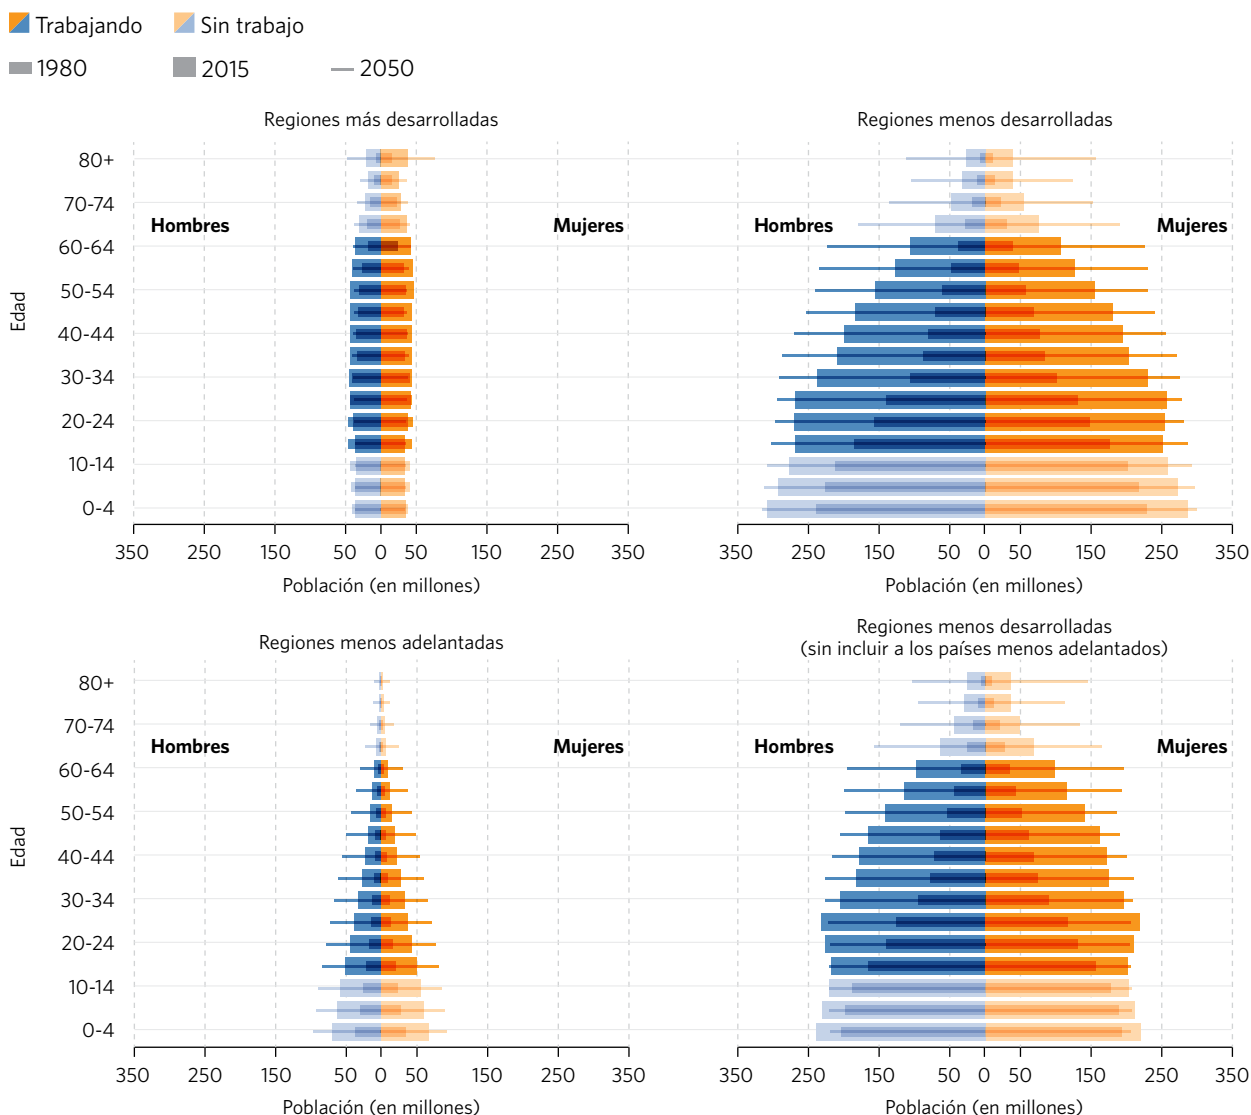 Trabajando Sin trabajo
1980 2015 2050
Regiones más desarrolladas
80+
70-74
60-64
50-54
40-44
30-34
20-24
10-14
0-4
Edad
Hombres Mujeres
350 250 150 50 0 50 150 250 350
Población (en millones)
Regiones menos desarrolladas
Hombres Mujeres
350 250 150 50 0 50 150 250 350
Población (en millones)
Regiones menos adelantadas
80+
70-74
60-64
50-54
40-44
30-34
20-24
10-14
0-4
Edad
Hombres Mujeres
350 250 150 50 0 50 150 250 350
Población (en millones)
Regiones menos desarrolladas
(sin incluir a los países menos adelantados)
Hombres Mujeres
350 250 150 50 0 50 150 250 350
Población (en millones)